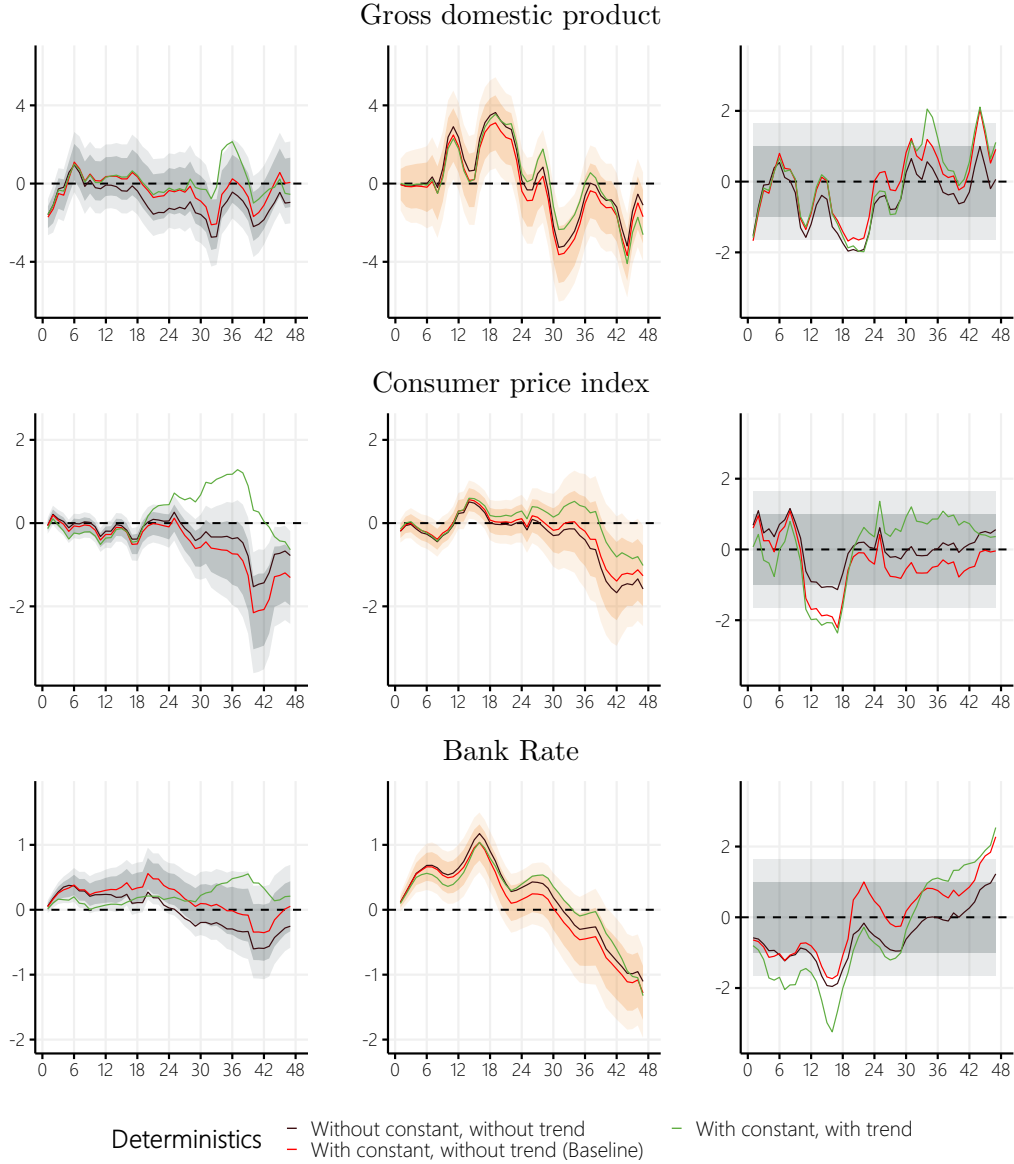 Gross domestic product
4
0
-4
0 6 12 18 24 30 36 42 48
4
0
-4
0 6 12 18 24 30 36 42 48
2
0
-2
0 6 12 18 24 30 36 42 48
Consumer price index
2
0
-2
0 6 12 18 24 30 36 42 48
2
0
-2
0 6 12 18 24 30 36 42 48
2
0
-2
0 6 12 18 24 30 36 42 48
Bank Rate
1
0
-1
-2
0 6 12 18 24 30 36 42 48
1
0
-1
-2
0 6 12 18 24 30 36 42 48
2
0
-2
0 6 12 18 24 30 36 42 48
Deterministics
Without constant, without trend
With constant, without trend (Baseline)
With constant, with trend